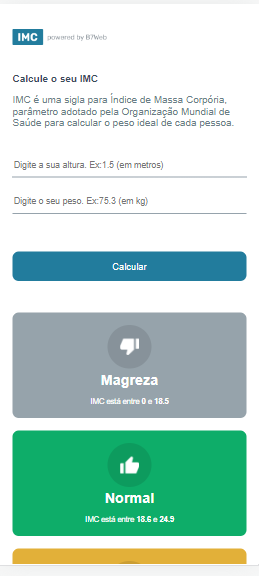 IMC powered by B7Web
Calcule o seu IMC
IMC é uma sigla para Índice de Massa Corpória,
parâmetro adotado pela Organização Mundial de
Saúde para calcular o peso ideal de cada pessoa.
Digite a sua altura. Ex:1.5 (em metros)
Digite o seu peso. Ex:75.3 (em kg)
Calcular
Magreza
IMC está entre 0 e 18.5
Normal
IMC está entre 18.6 e 24.9